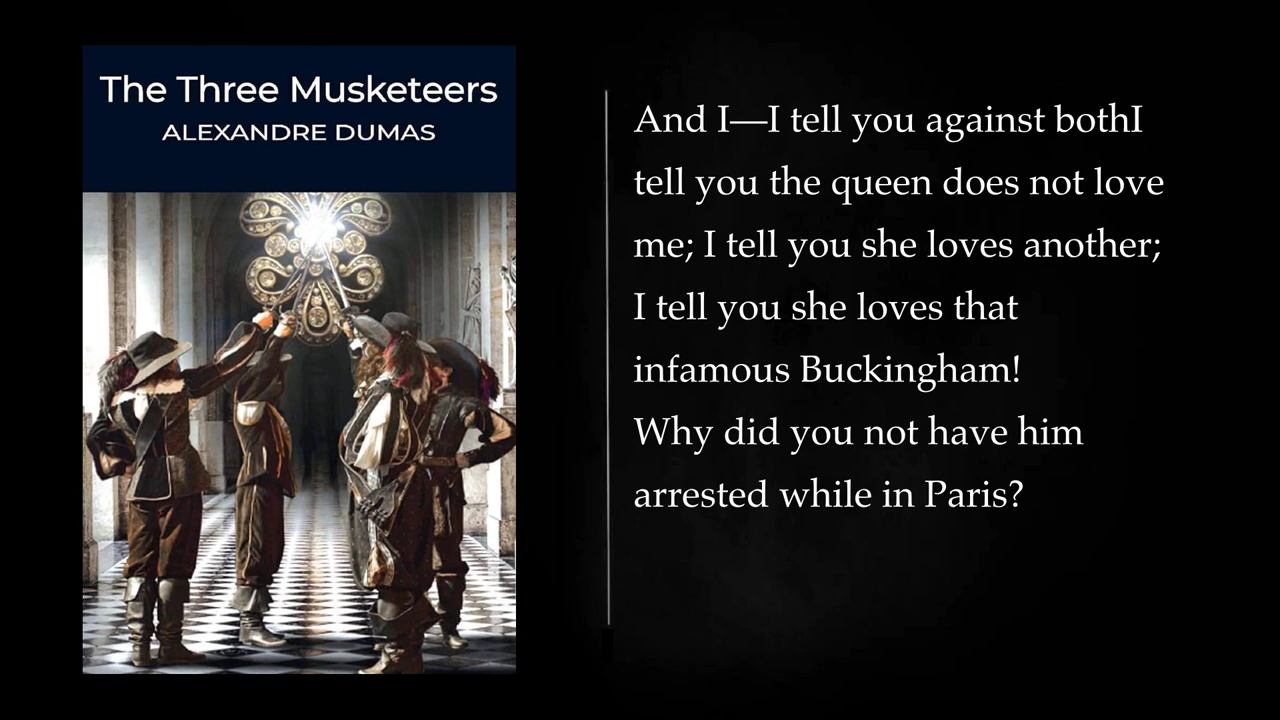 The Three Musketeers
ALEXANDRE DUMAS
And I—I tell you against bothI
tell you the queen does not love
me; I tell you she loves another;
I tell you she loves that
infamous Buckingham!
Why did you not have him
arrested while in Paris?